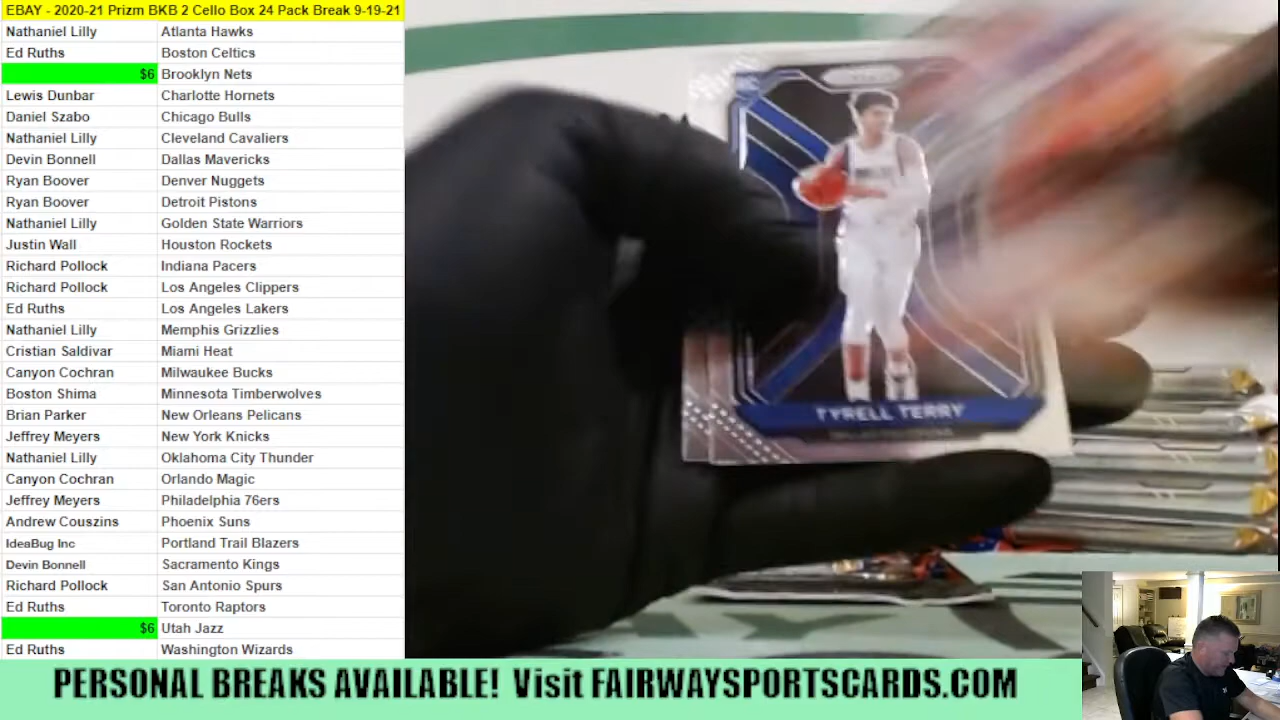 EBAY - 2020-21 Prizm BKB 2 Cello Box 24 Pack Break 9-19-21
Nathaniel Lilly Atlanta Hawks
Ed Ruths Boston Celtics
$6 Brooklyn Nets
Lewis Dunbar Charlotte Hornets
Daniel Szabo Chicago Bulls
Nathaniel Lilly Cleveland Cavaliers
Devin Bonnell Dallas Mavericks
Ryan Boover Denver Nuggets
Ryan Boover Detroit Pistons
Nathaniel Lilly Golden State Warriors
Justin Wall Houston Rockets
Richard Pollock Indiana Pacers
Richard Pollock Los Angeles Clippers
Ed Ruths Los Angeles Lakers
Nathaniel Lilly Memphis Grizzlies
Cristian Saldivar Miami Heat
Canyon Cochran Milwaukee Bucks
Boston Shima Minnesota Timberwolves
Brian Parker New Orleans Pelicans
Jeffrey Meyers New York Knicks
Nathaniel Lilly Oklahoma City Thunder
Canyon Cochran Orlando Magic
Jeffrey Meyers Philadelphia 76ers
Andrew Couszins Phoenix Suns
IdeaBug Inc Portland Trail Blazers
Devin Bonnell Sacramento Kings
Richard Pollock San Antonio Spurs
Ed Ruths Toronto Raptors
$6 Utah Jazz
Ed Ruths Washington Wizards
TYRELL TERRY
PERSONAL BREAKS AVAILABLE! Visit FAIRWAYSPORTSCARDS.COM